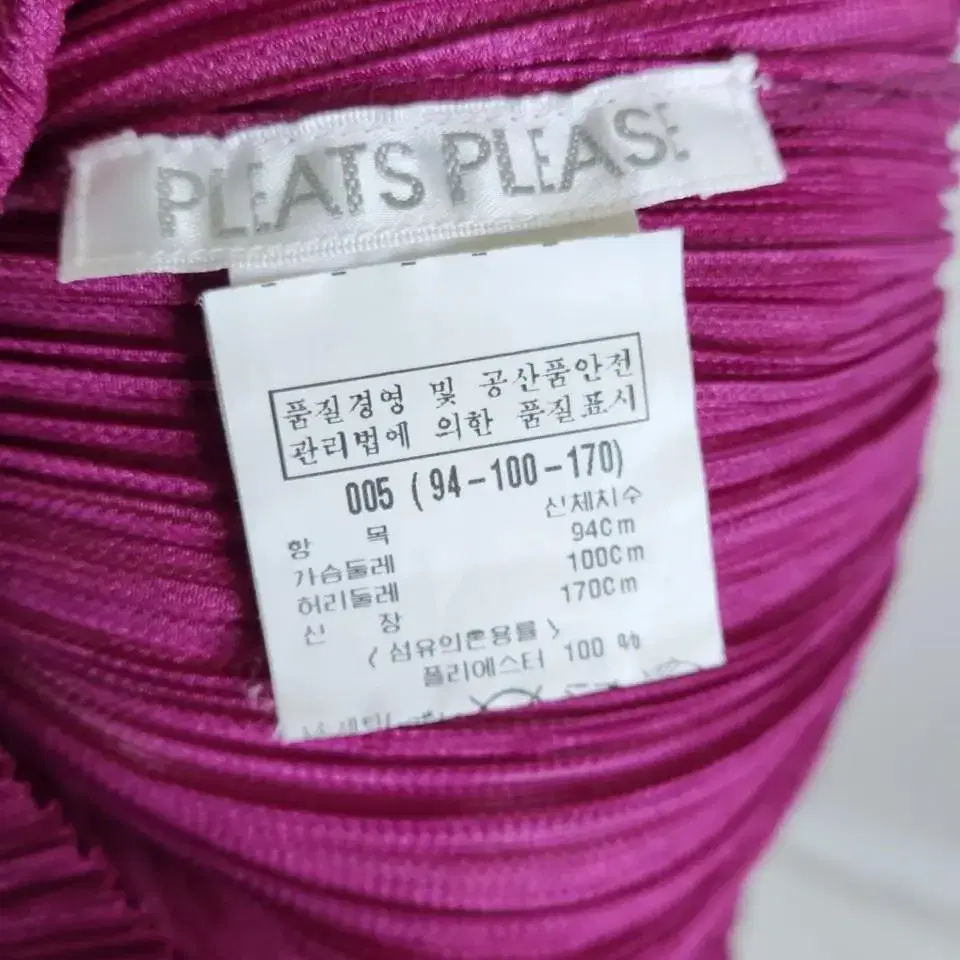 PLEATS PLEASE
품질경영 및 공산품안전
관리법에 의한 품질표시
005 (94-100-170)
항 목 신체치수
가슴둘레 94Cm
허리둘레 100Cm
신 장 170Cm
〈섬유의혼용률〉
폴리에스터 100 %